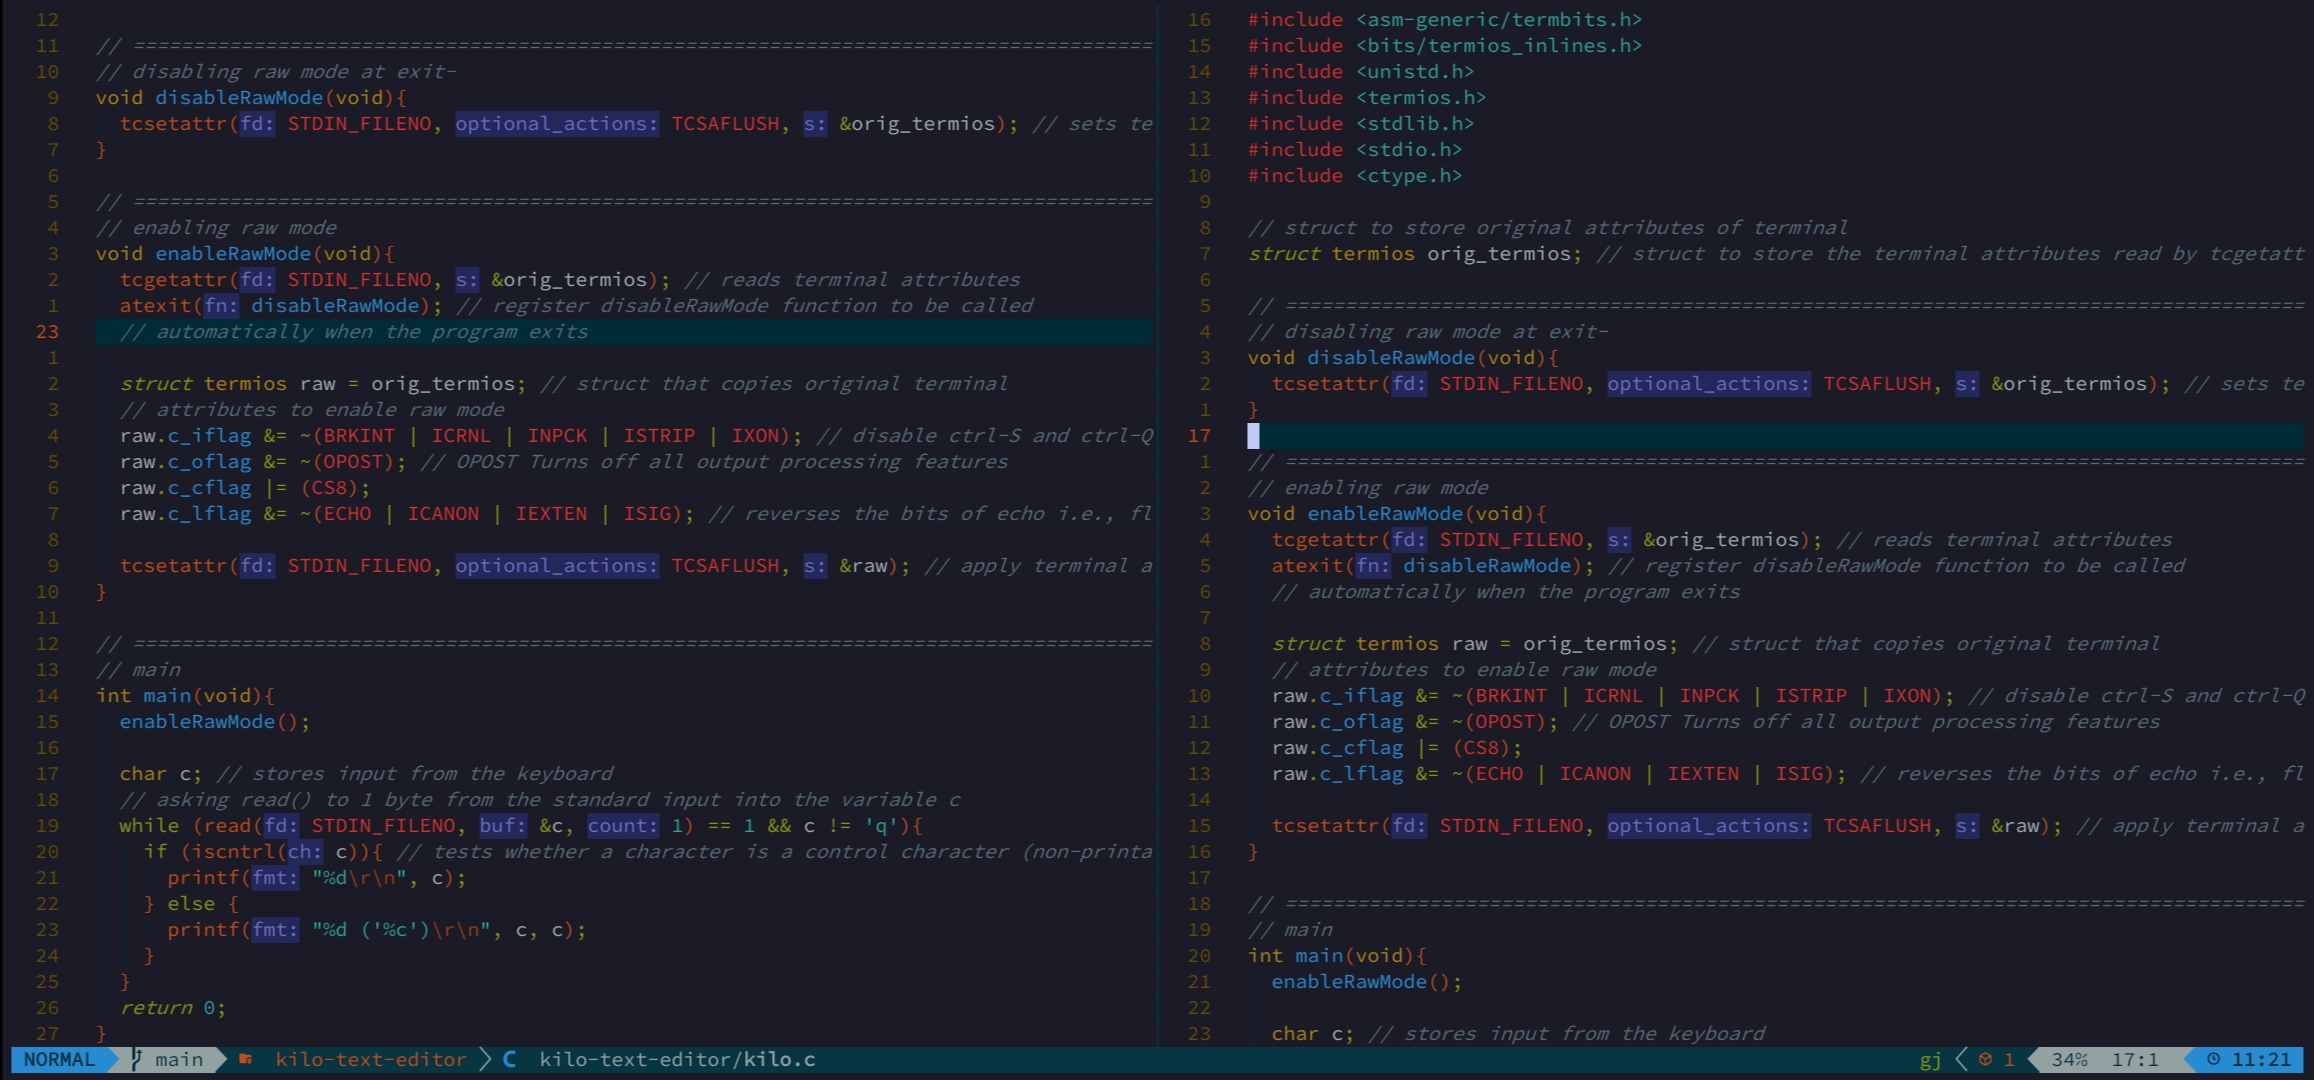 12
11 // =====================================================================================
10 // disabling raw mode at exit-
9 void disableRawMode(void){
8 tcsetattr(fd: STDIN_FILENO, optional_actions: TCSAFLUSH, s: &orig_termios); // sets te
7 }
6
5 // =====================================================================================
4 // enabling raw mode
3 void enableRawMode(void){
2 tcgetattr(fd: STDIN_FILENO, s: &orig_termios); // reads terminal attributes
1 atexit(fn: disableRawMode); // register disableRawMode function to be called
23 // automatically when the program exits
1
2 struct termios raw = orig_termios; // struct that copies original terminal
3 // attributes to enable raw mode
4 raw.c_iflag &= ~(BRKINT | ICRNL | INPCK | ISTRIP | IXON); // disable ctrl-S and ctrl-Q
5 raw.c_oflag &= ~(OPOST); // OPOST Turns off all output processing features
6 raw.c_cflag |= (CS8);
7 raw.c_lflag &= ~(ECHO | ICANON | IEXTEN | ISIG); // reverses the bits of echo i.e., fl
8
9 tcsetattr(fd: STDIN_FILENO, optional_actions: TCSAFLUSH, s: &raw); // apply terminal a
10 }
11
12 // =====================================================================================
13 // main
14 int main(void){
15 enableRawMode();
16
17 char c; // stores input from the keyboard
18 // asking read() to 1 byte from the standard input into the variable c
19 while (read(fd: STDIN_FILENO, buf: &c, count: 1) == 1 && c != 'q'){
20 if (iscntrl(ch: c)){ // tests whether a character is a control character (non-printa
21 printf(fmt: "%d\r\n", c);
22 } else {
23 printf(fmt: "%d ('%c')\r\n", c, c);
24 }
25 }
26 return 0;
27 }
16 #include <asm-generic/termbits.h>
15 #include <bits/termios_inlines.h>
14 #include <unistd.h>
13 #include <termios.h>
12 #include <stdlib.h>
11 #include <stdio.h>
10 #include <ctype.h>
9
8 // struct to store original attributes of terminal
7 struct termios orig_termios; // struct to store the terminal attributes read by tcgetatt
6
5 // =====================================================================================
4 // disabling raw mode at exit-
3 void disableRawMode(void){
2 tcsetattr(fd: STDIN_FILENO, optional_actions: TCSAFLUSH, s: &orig_termios); // sets te
1 }
17
1 // =====================================================================================
2 // enabling raw mode
3 void enableRawMode(void){
4 tcgetattr(fd: STDIN_FILENO, s: &orig_termios); // reads terminal attributes
5 atexit(fn: disableRawMode); // register disableRawMode function to be called
6 // automatically when the program exits
7
8 struct termios raw = orig_termios; // struct that copies original terminal
9 // attributes to enable raw mode
10 raw.c_iflag &= ~(BRKINT | ICRNL | INPCK | ISTRIP | IXON); // disable ctrl-S and ctrl-Q
11 raw.c_oflag &= ~(OPOST); // OPOST Turns off all output processing features
12 raw.c_cflag |= (CS8);
13 raw.c_lflag &= ~(ECHO | ICANON | IEXTEN | ISIG); // reverses the bits of echo i.e., fl
14
15 tcsetattr(fd: STDIN_FILENO, optional_actions: TCSAFLUSH, s: &raw); // apply terminal a
16 }
17
18 // =====================================================================================
19 // main
20 int main(void){
21 enableRawMode();
22
23 char c; // stores input from the keyboard
NORMAL main kilo-text-editor C kilo-text-editor/kilo.c gj 1 34% 17:1 11:21